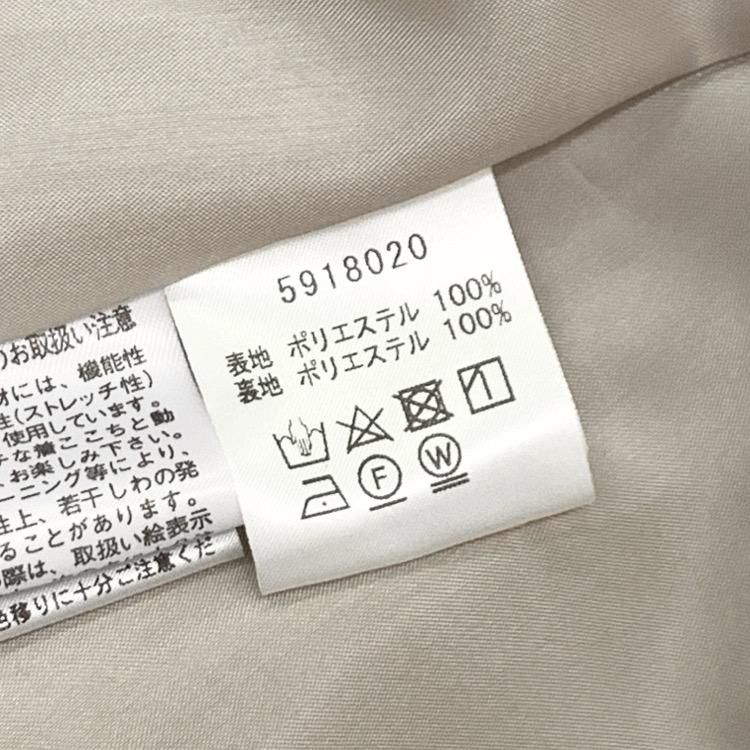 5918020
表地 ポリエステル 100%
裏地 ポリエステル 100%
F
W
お取扱い注意
には、機能性
性(ストレッチ性)
使用しています。
な着ここちと動
お楽しみ下さい。
ーニング等により、
性上、若干しわの発
ることがあります。
際は、取扱い絵表示
色移りに十分ご注意くだ